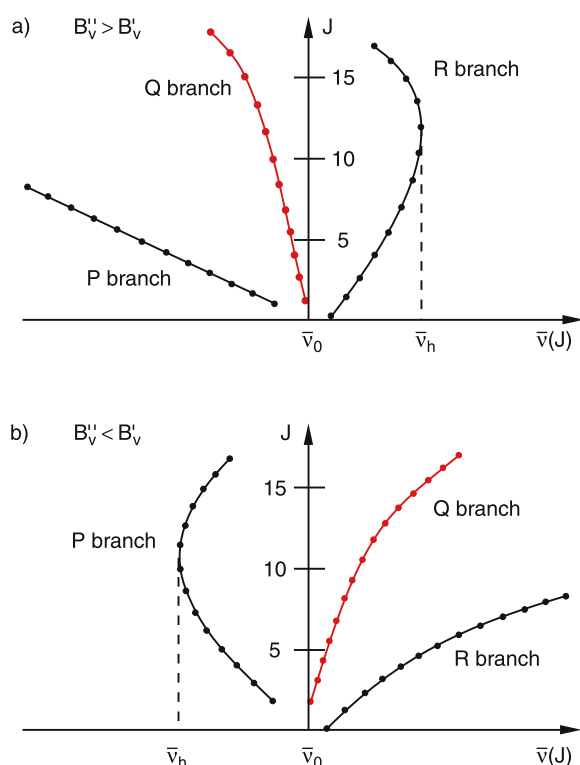 a) B''ᵥ > B'ᵥ
J
R branch
Q branch
15
10
5
P branch
ν̅₀
ν̅ₕ
ν̅(J)
b) B''ᵥ < B'ᵥ
J
Q branch
P branch
10
5
R branch
ν̅ₕ
ν̅₀
ν̅(J)
15